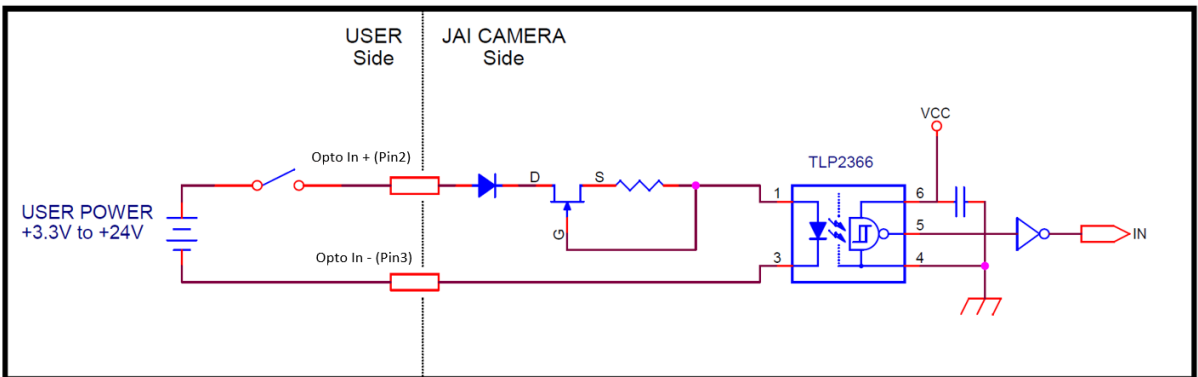 USER
Side
JAI CAMERA
Side
VCC
Opto In + (Pin2)
D
S
TLP2366
1
6
USER POWER
+3.3V to +24V
G
5
IN
Opto In - (Pin3)
3
4